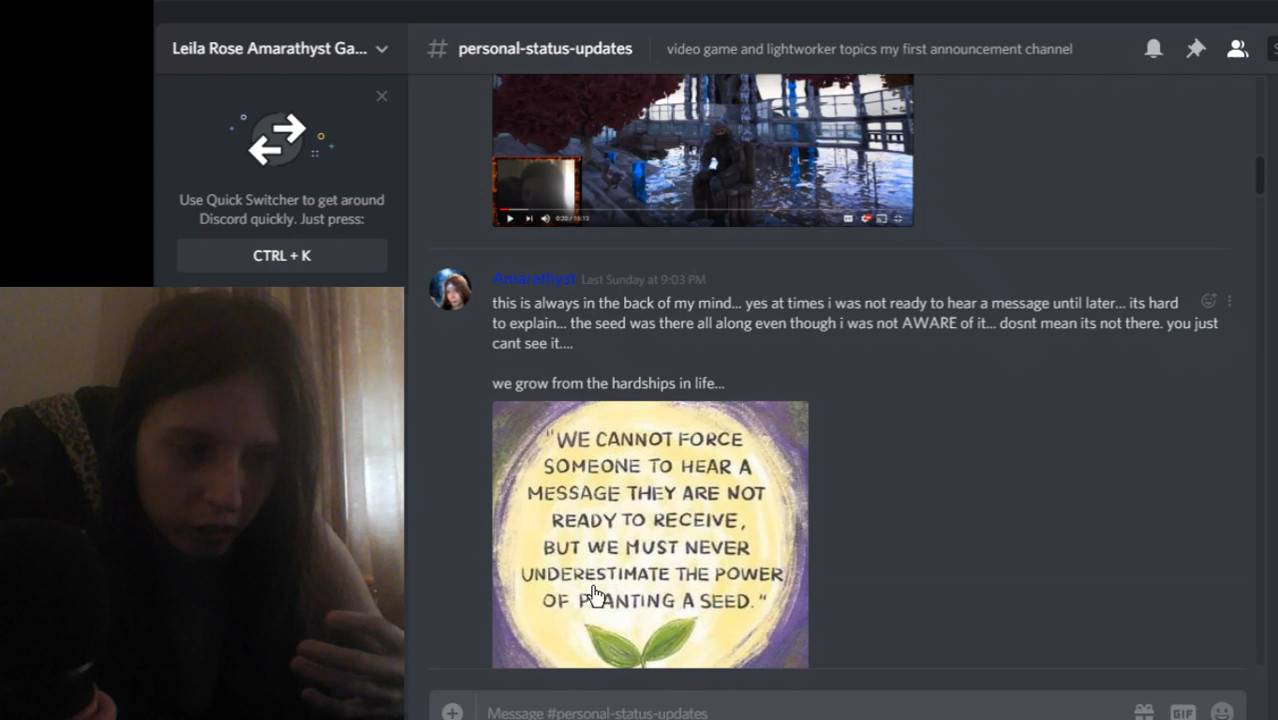 Leila Rose Amarathyst Ga...
# personal-status-updates
video game and lightworker topics my first announcement channel
Use Quick Switcher to get around
Discord quickly. Just press:
CTRL + K
0:20 / 16:13
Amarathyst Last Sunday at 9:03 PM
this is always in the back of my mind... yes at times i was not ready to hear a message until later... its hard
to explain... the seed was there all along even though i was not AWARE of it... dosnt mean its not there. you just
cant see it....
we grow from the hardships in life...
"WE CANNOT FORCE
SOMEONE TO HEAR A
MESSAGE THEY ARE NOT
READY TO RECEIVE,
BUT WE MUST NEVER
UNDERESTIMATE THE POWER
OF PLANTING A SEED."
Message #personal-status-updates
GIF